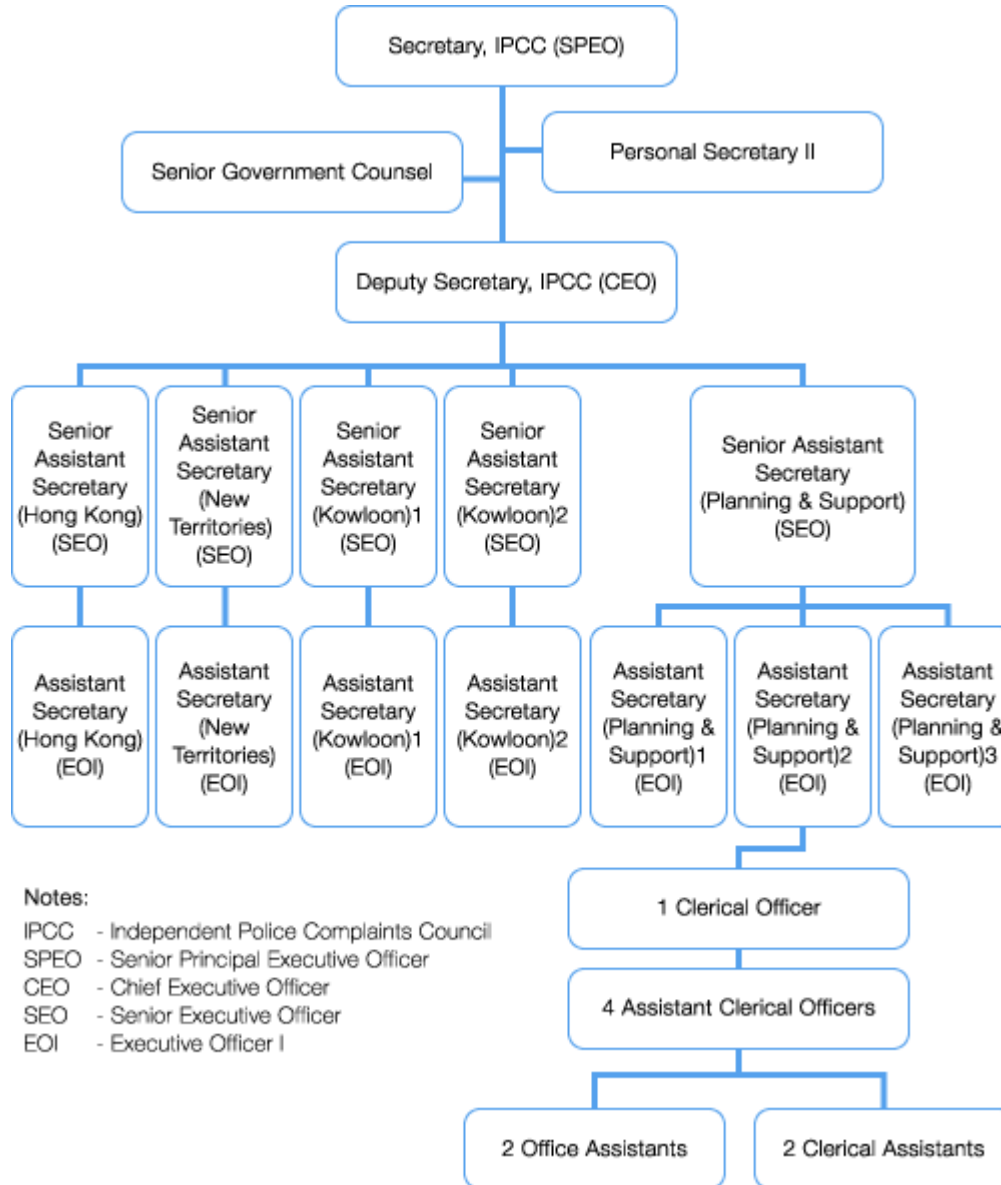 Secretary, IPCC (SPEO)
Personal Secretary II
Senior Government Counsel
Deputy Secretary, IPCC (CEO)
Senior
Assistant
Secretary
(Hong Kong)
(SEO)
Senior
Assistant
Secretary
(New
Territories)
(SEO)
Senior
Assistant
Secretary
(Kowloon)1
(SEO)
Senior
Assistant
Secretary
(Kowloon)2
(SEO)
Senior Assistant
Secretary
(Planning & Support)
(SEO)
Assistant
Secretary
(Hong Kong)
(EOI)
Assistant
Secretary
(New
Territories)
(EOI)
Assistant
Secretary
(Kowloon)1
(EOI)
Assistant
Secretary
(Kowloon)2
(EOI)
Assistant
Secretary
(Planning &
Support)1
(EOI)
Assistant
Secretary
(Planning &
Support)2
(EOI)
Assistant
Secretary
(Planning &
Support)3
(EOI)
1 Clerical Officer
4 Assistant Clerical Officers
2 Office Assistants
2 Clerical Assistants
Notes:
IPCC - Independent Police Complaints Council
SPEO - Senior Principal Executive Officer
CEO - Chief Executive Officer
SEO - Senior Executive Officer
EOI - Executive Officer I